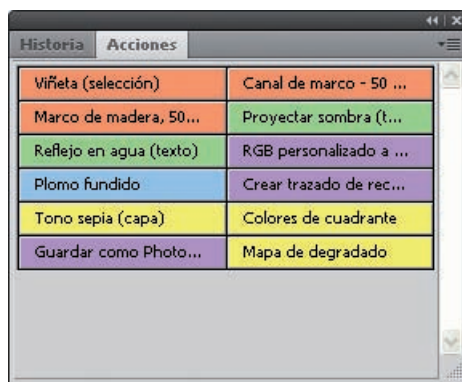 Historia Acciones
Viñeta (selección) Canal de marco - 50 ...
Marco de madera, 50... Proyectar sombra (t...
Reflejo en agua (texto) RGB personalizado a ...
Plomo fundido Crear trazado de rec...
Tono sepia (capa) Colores de cuadrante
Guardar como Photo... Mapa de degradado